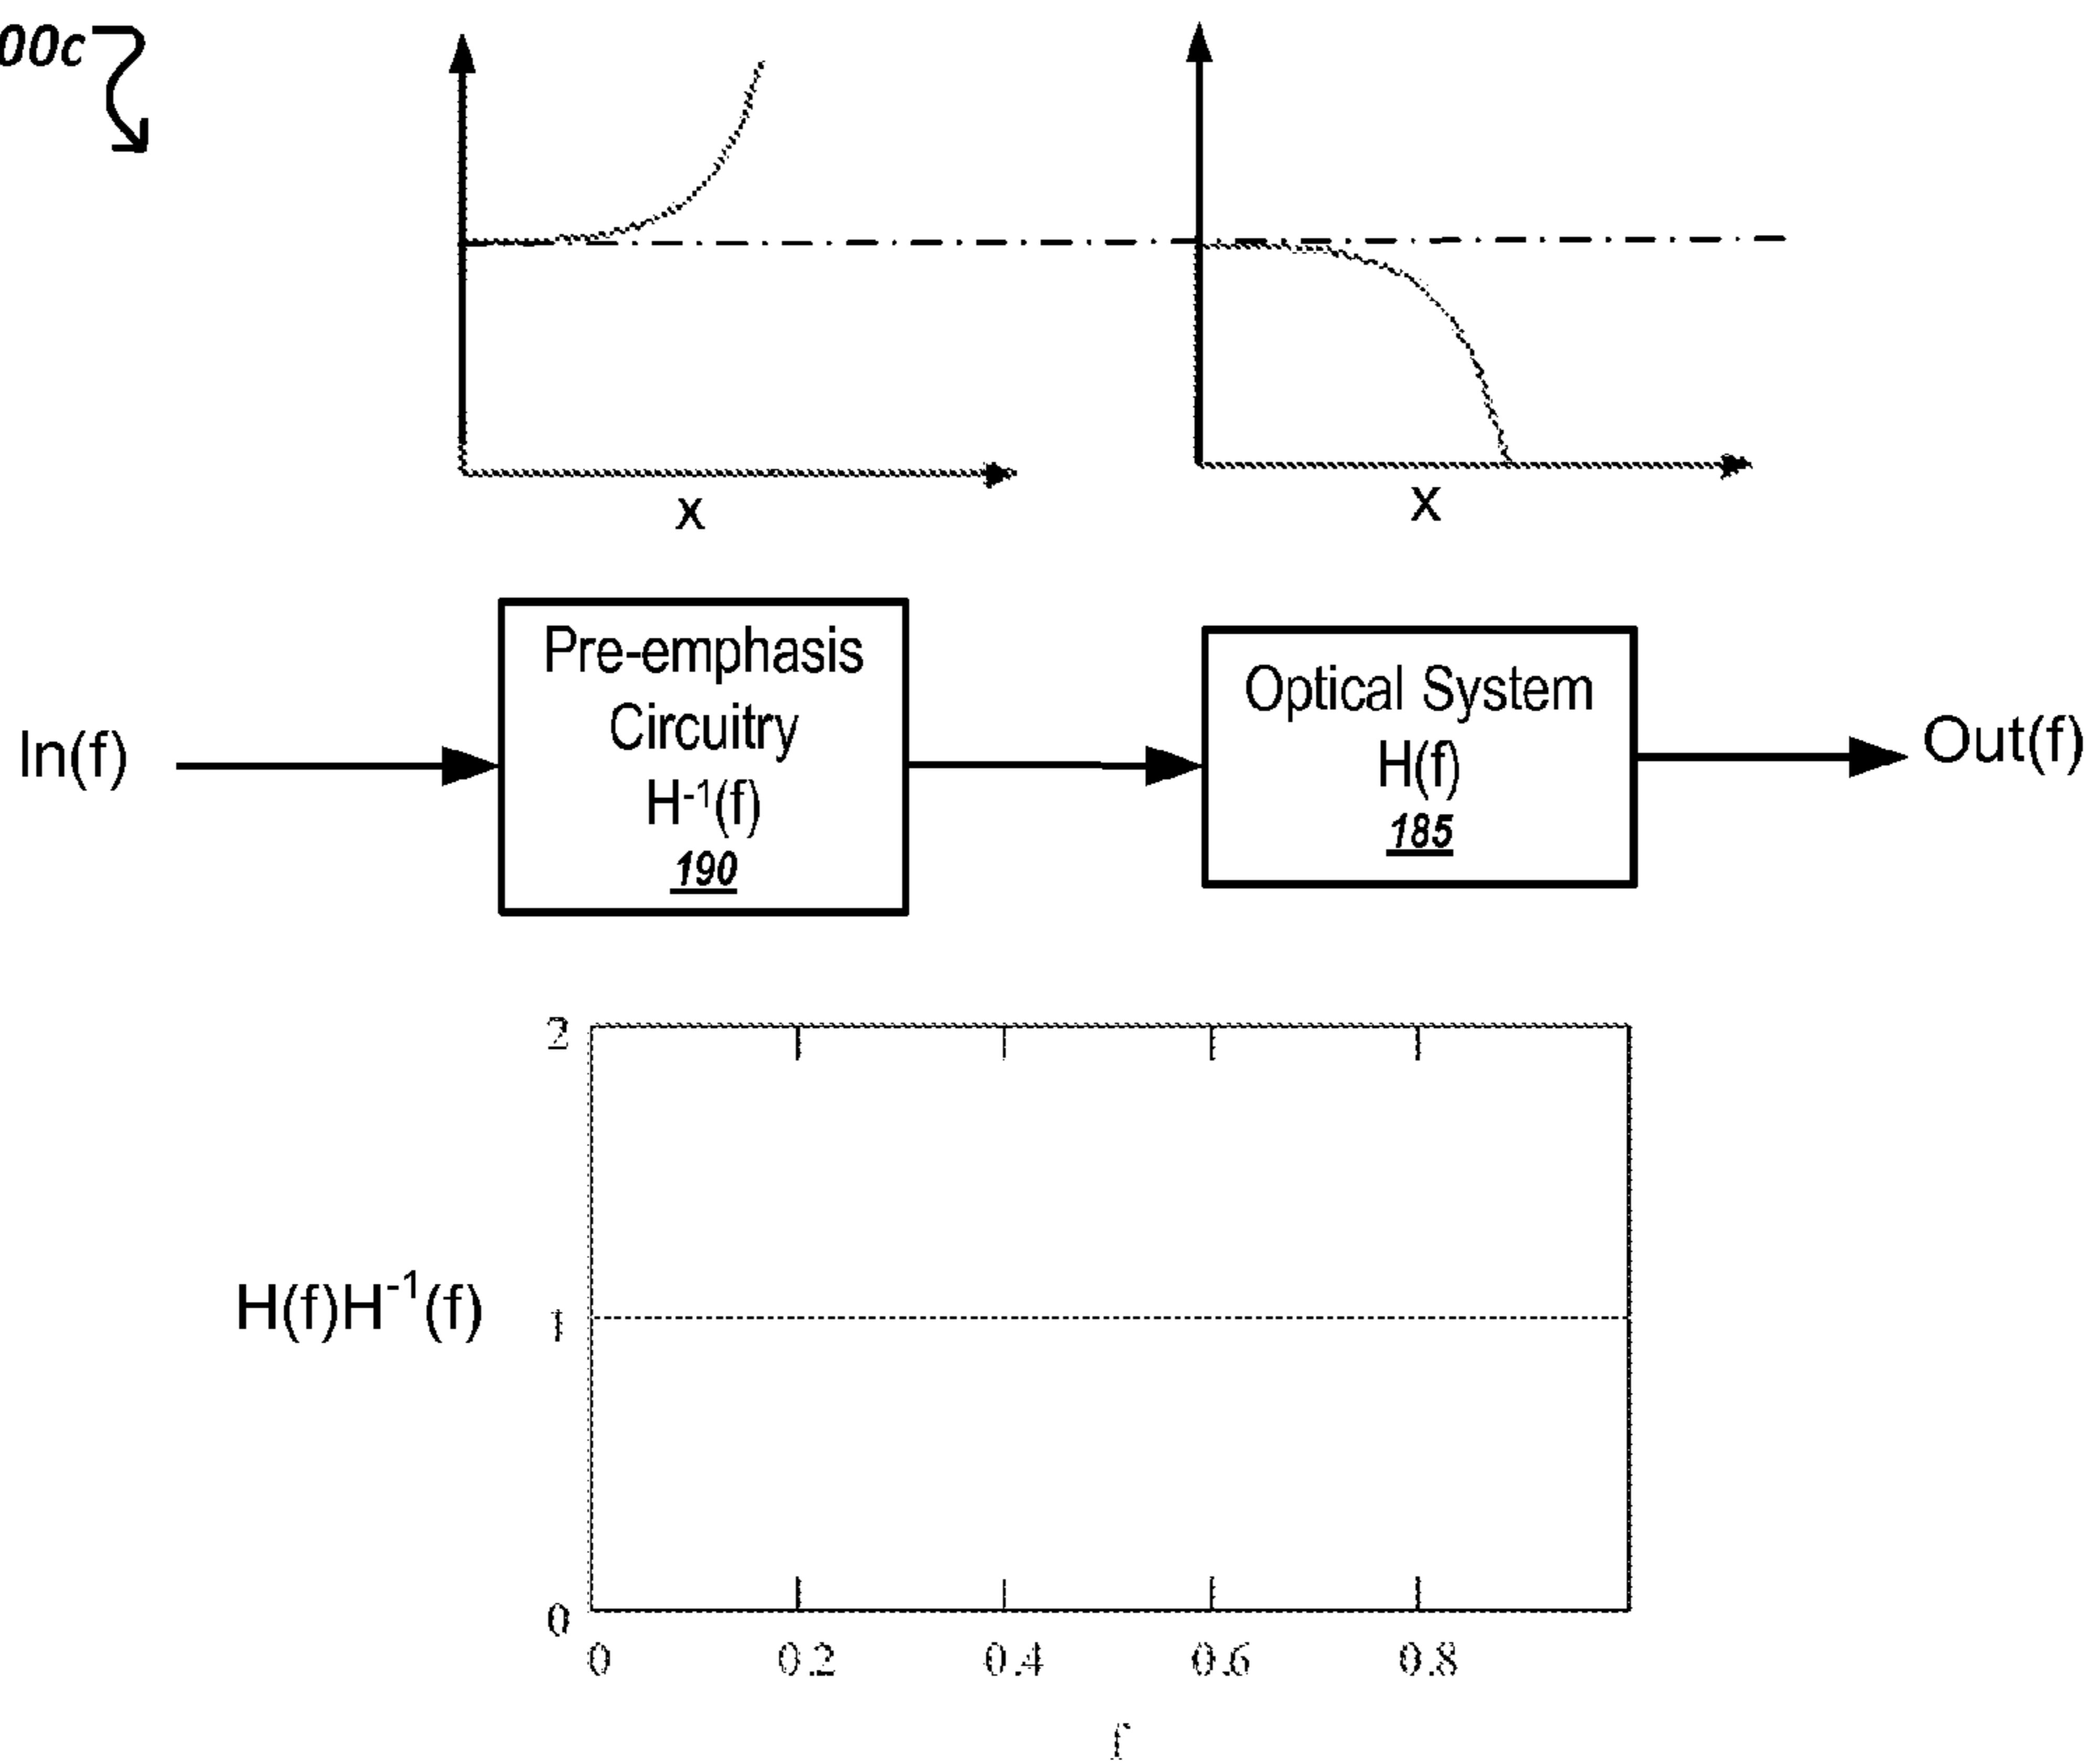 00c
x
x
Pre-emphasis
Circuitry
H⁻¹(f)
190
Optical System
H(f)
185
In(f)
Out(f)
2
H(f)H⁻¹(f)
1
0
0 0.2 0.4 0.6 0.8
f